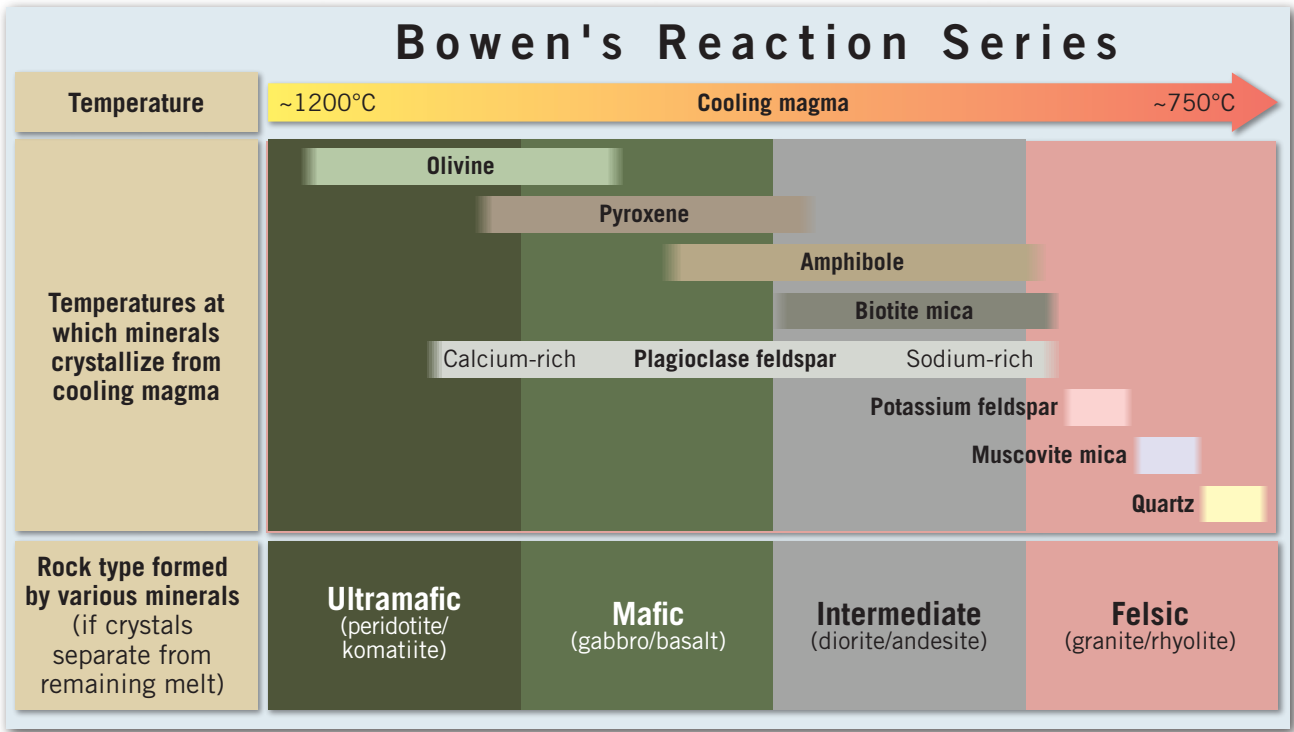 Bowen's Reaction Series
Temperature
~1200°C
Cooling magma
~750°C
Temperatures at
which minerals
crystallize from
cooling magma
Olivine
Pyroxene
Amphibole
Biotite mica
Calcium-rich Plagioclase feldspar Sodium-rich
Potassium feldspar
Muscovite mica
Quartz
Rock type formed
by various minerals
(if crystals
separate from
remaining melt)
Ultramafic
(peridotite/
komatiite)
Mafic
(gabbro/basalt)
Intermediate
(diorite/andesite)
Felsic
(granite/rhyolite)